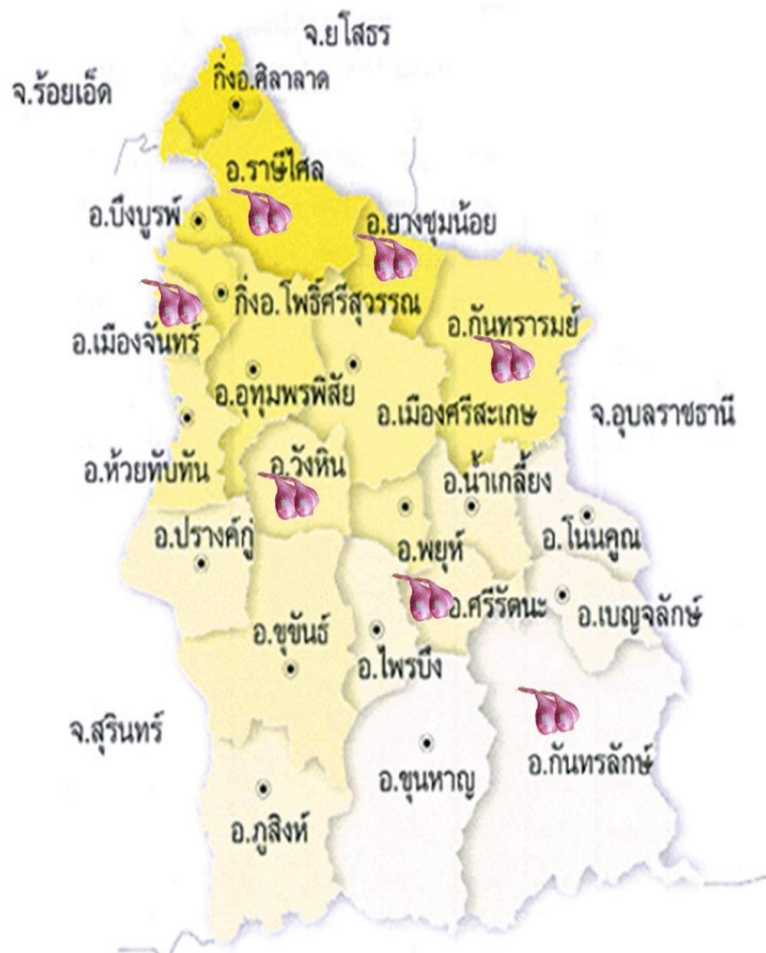 จ.ยโสธร
กิ่งอ.ศิลาลาด
จ.ร้อยเอ็ด
อ.ราษีไศล
อ.บึงบูรพ์
อ.ยางชุมน้อย
กิ่งอ.โพธิ์ศรีสุวรรณ
อ.กันทรารมย์
อ.เมืองจันทร์
อ.อุทุมพรพิสัย
อ.เมืองศรีสะเกษ
จ.อุบลราชธานี
อ.ห้วยทับทัน
อ.วังหิน
อ.น้ำเกลี้ยง
อ.ปรางค์กู่
อ.พยุห์
อ.โนนคูณ
อ.ศรีรัตนะ
อ.เบญจลักษ์
อ.ขุขันธ์
อ.ไพรบึง
จ.สุรินทร์
อ.ขุนหาญ
อ.กันทรลักษ์
อ.ภูสิงห์